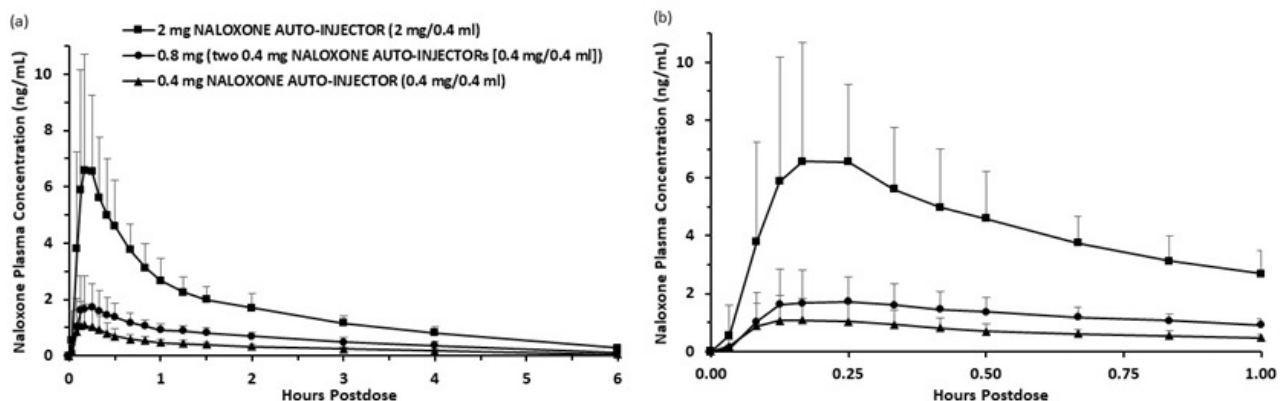 (a)
2 mg NALOXONE AUTO-INJECTOR (2 mg/0.4 ml)
0.8 mg (two 0.4 mg NALOXONE AUTO-INJECTORs [0.4 mg/0.4 ml])
0.4 mg NALOXONE AUTO-INJECTOR (0.4 mg/0.4 ml)
Naloxone Plasma Concentration (ng/mL)
10
8
6
4
2
0
0 1 2 3 4 5 6
Hours Postdose
(b)
Naloxone Plasma Concentration (ng/mL)
10
8
6
4
2
0
0.00 0.25 0.50 0.75 1.00
Hours Postdose